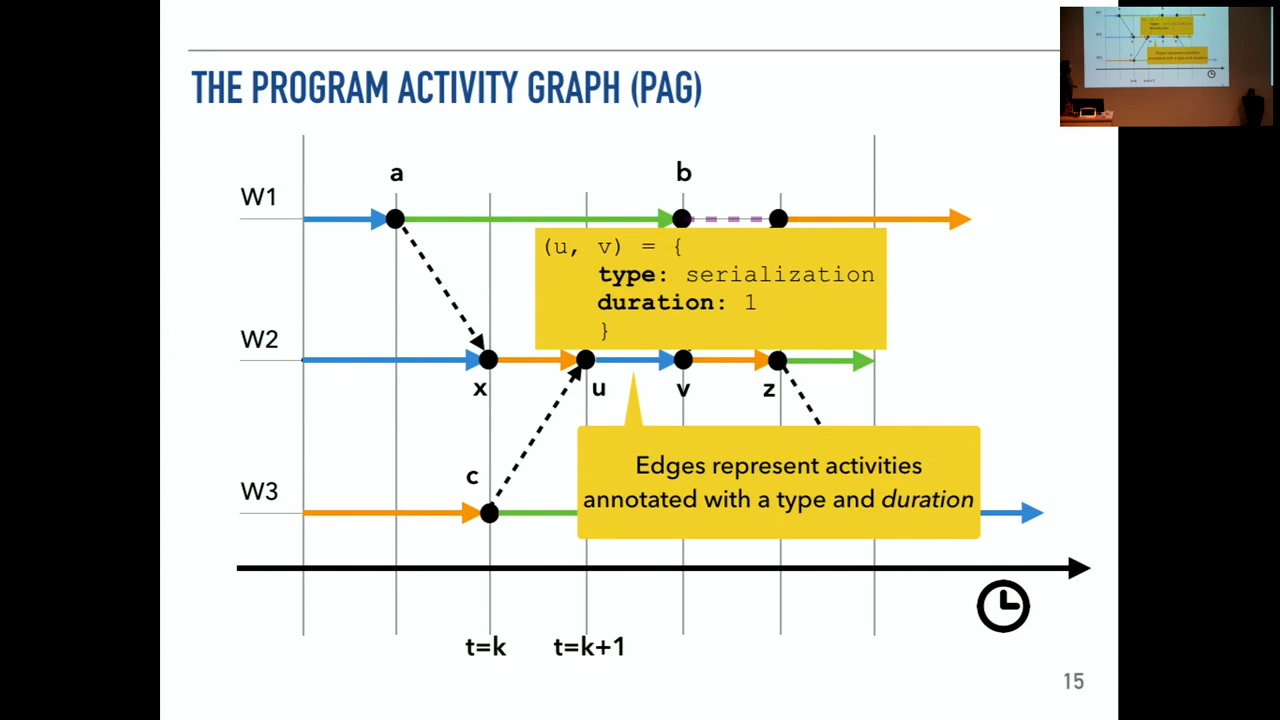 THE PROGRAM ACTIVITY GRAPH (PAG)
a
b
W1
(u, v) = {
type: serialization
duration: 1
}
W2
x
u
v
z
Edges represent activities
annotated with a type and duration
c
W3
t=k
t=k+1
15